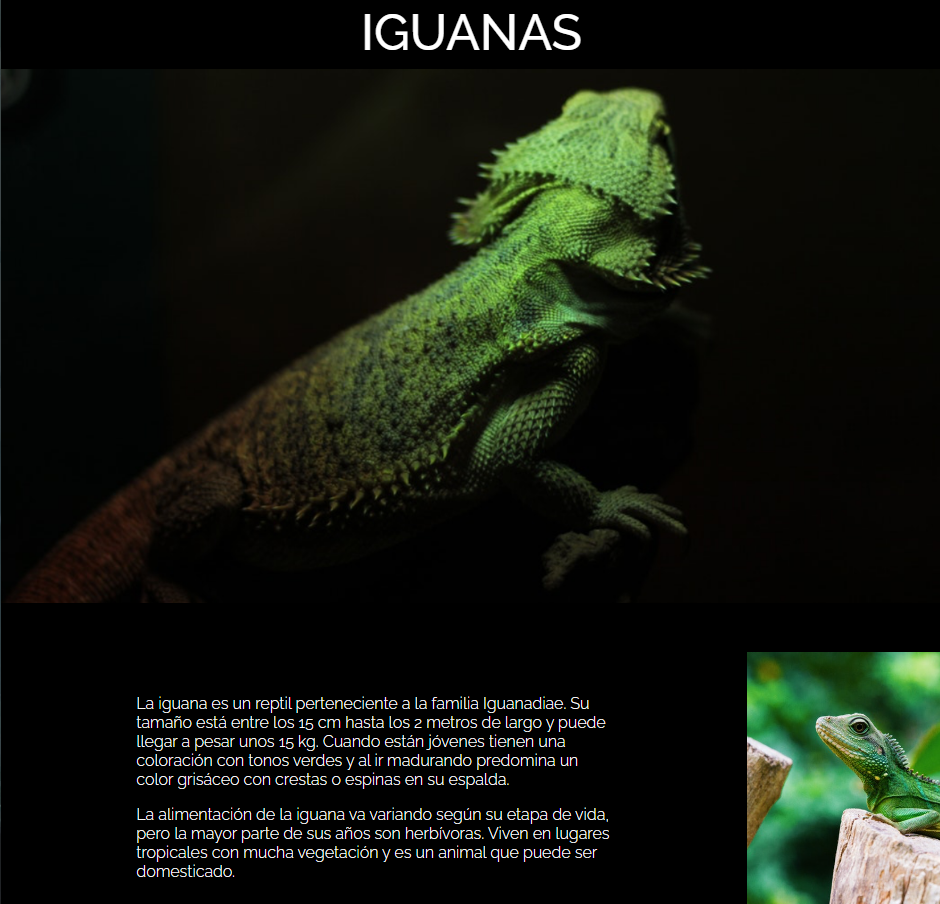 IGUANAS
La iguana es un reptil perteneciente a la familia Iguanadiae. Su
tamaño está entre los 15 cm hasta los 2 metros de largo y puede
llegar a pesar unos 15 kg. Cuando están jóvenes tienen una
coloración con tonos verdes y al ir madurando predomina un
color grisáceo con crestas o espinas en su espalda.
La alimentación de la iguana va variando según su etapa de vida,
pero la mayor parte de sus años son herbívoras. Viven en lugares
tropicales con mucha vegetación y es un animal que puede ser
domesticado.